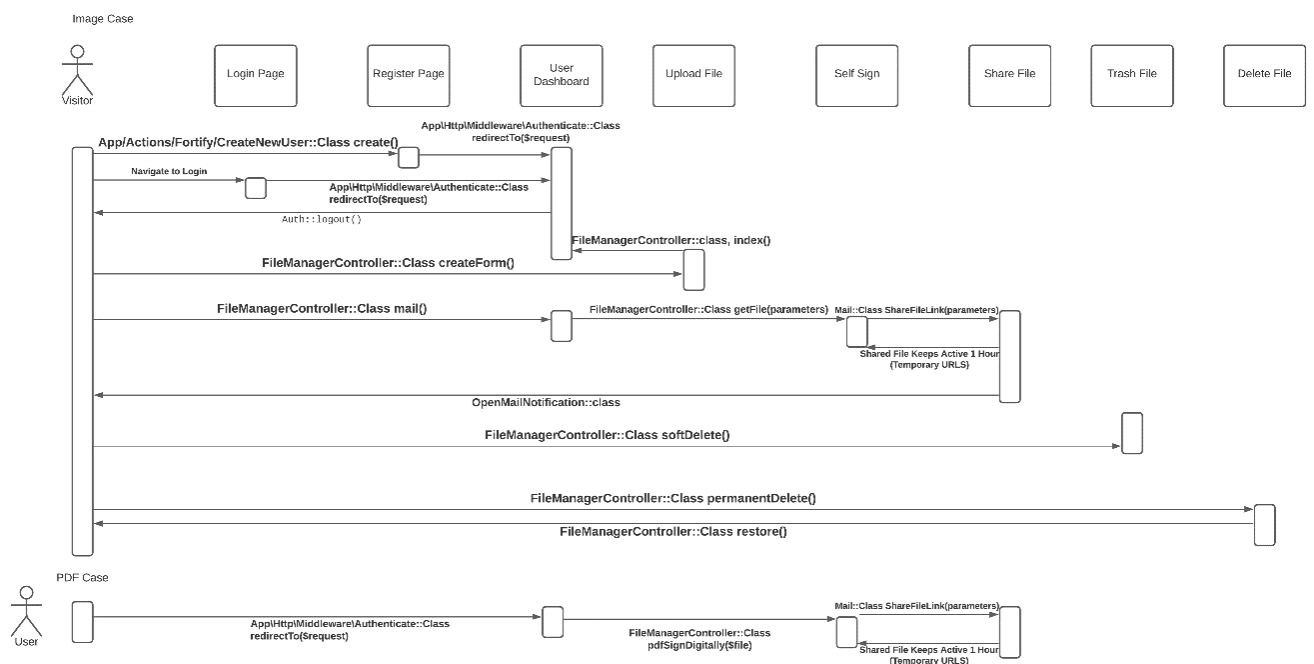 Image Case
Visitor
Login Page
Register Page
User
Dashboard
Upload File
Self Sign
Share File
Trash File
Delete File
App\Http\Middleware\Authenticate::Class
redirectTo($request)
App/Actions/Fortify/CreateNewUser::Class create()
Navigate to Login
App\Http\Middleware\Authenticate::Class
redirectTo($request)
Auth::logout()
FileManagerController::class, index()
FileManagerController::Class createForm()
FileManagerController::Class mail()
FileManagerController::Class getFile(parameters)
Mail::Class ShareFileLink(parameters)
Shared File Keeps Active 1 Hour
(Temporary URLS)
OpenMailNotification::class
FileManagerController::Class softDelete()
FileManagerController::Class permanentDelete()
FileManagerController::Class restore()
PDF Case
User
App\Http\Middleware\Authenticate::Class
redirectTo($request)
FileManagerController::Class
pdfSignDigitally($file)
Mail::Class ShareFileLink(parameters)
Shared File Keeps Active 1 Hour
(Temporary URLS)